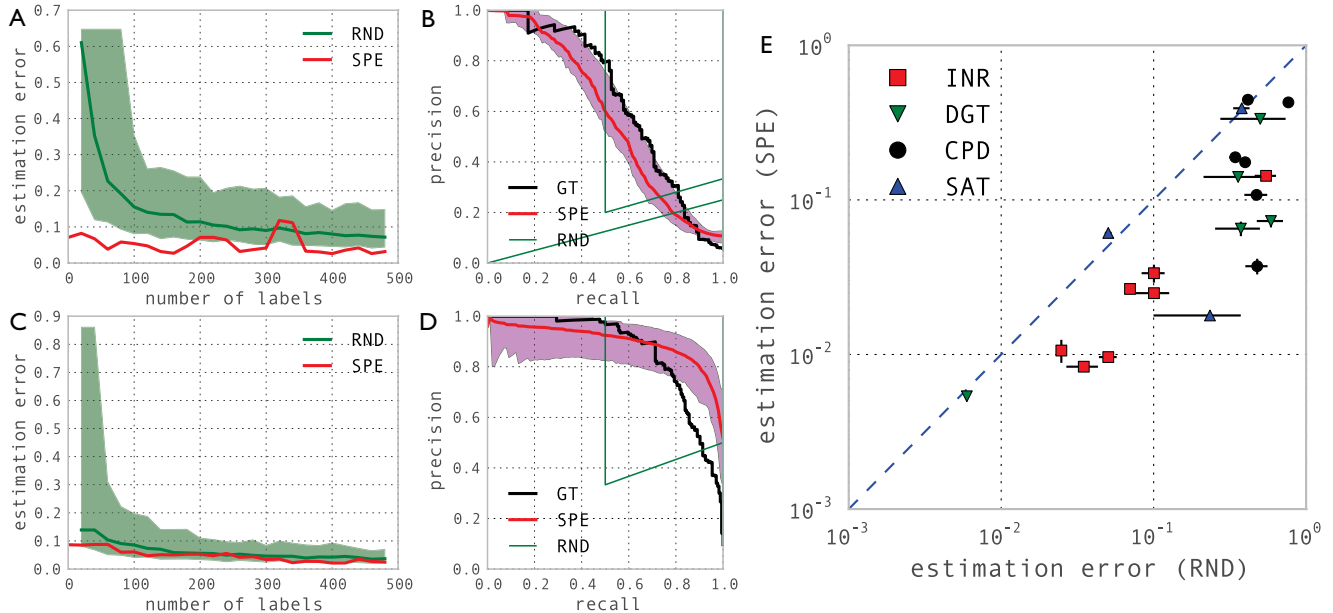 A
estimation error
0.7
0.6
0.5
0.4
0.3
0.2
0.1
0.0
0 100 200 300 400 500
number of labels
RND
SPE
B
precision
1.0
0.8
0.6
0.4
0.2
0.0
0.0 0.2 0.4 0.6 0.8 1.0
recall
GT
SPE
RND
C
estimation error
0.9
0.8
0.7
0.6
0.5
0.4
0.3
0.2
0.1
0.0
0 100 200 300 400 500
number of labels
RND
SPE
D
precision
1.0
0.8
0.6
0.4
0.2
0.0
0.0 0.2 0.4 0.6 0.8 1.0
recall
GT
SPE
RND
E
estimation error (SPE)
10⁰
10⁻¹
10⁻²
10⁻³
10⁻³ 10⁻² 10⁻¹ 10⁰
estimation error (RND)
INR
DGT
CPD
SAT